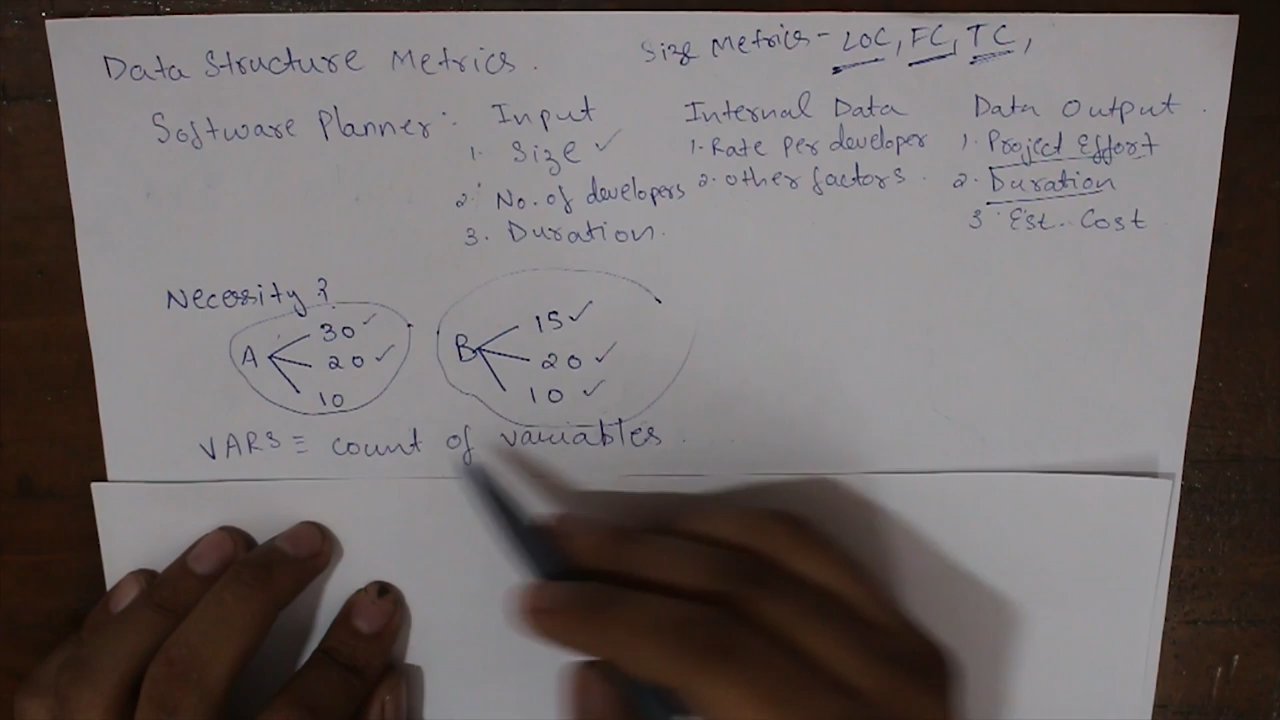 Data Structure Metrics.
Size Metrics - LOC, FC, TC,
Software Planner:- Input
1. Size ✓
2. No. of developers
3. Duration.
Internal Data
1. Rate per developer
2. other factors.
Data Output.
1. Project Effort
2. Duration
3. Est. Cost
Necesity?
A 30 ✓
20 ✓
10
B 15 ✓
20 ✓
10 ✓
VARS ≡ count of variables.